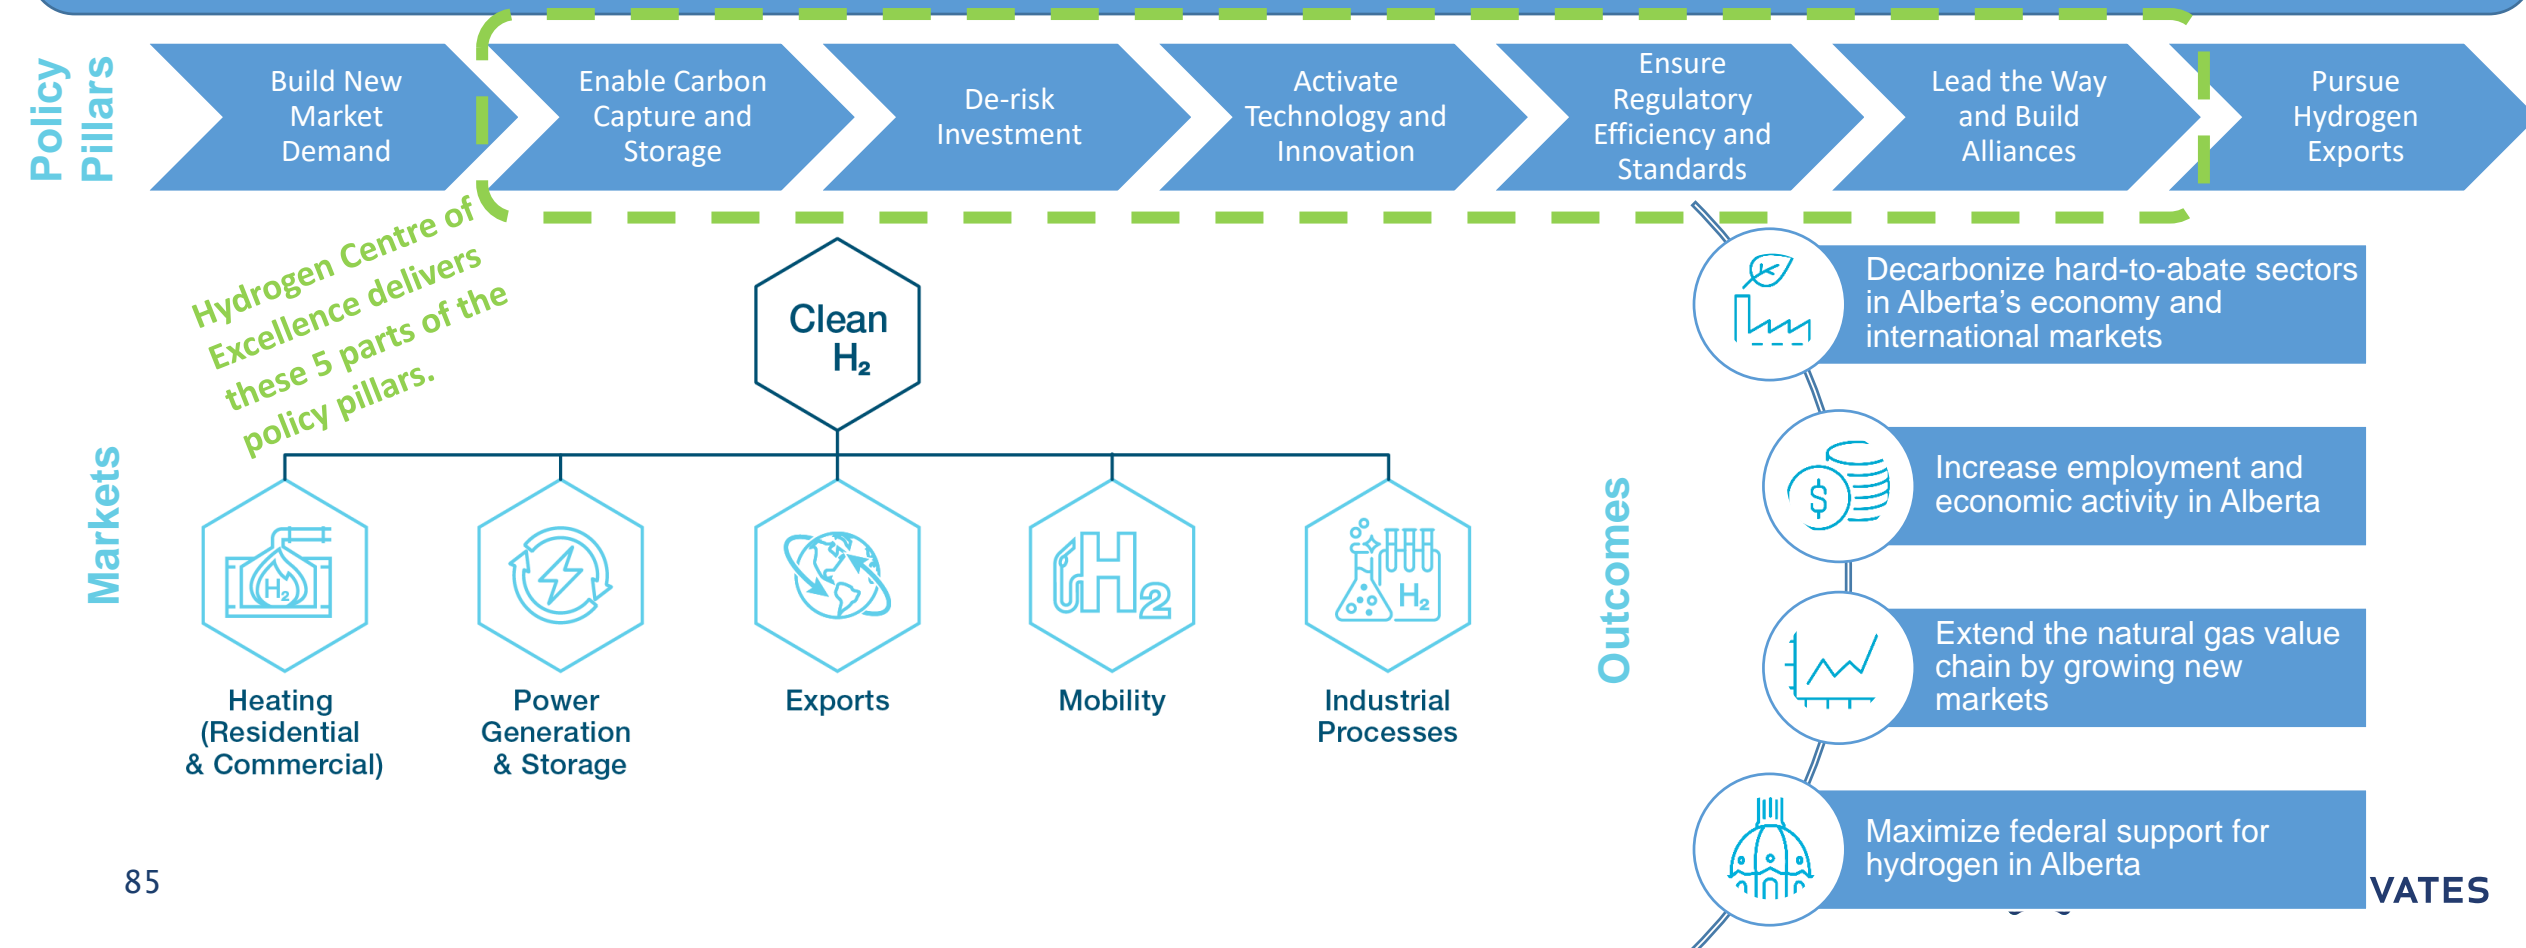 Policy
Pillars
Build New
Market
Demand
Enable Carbon
Capture and
Storage
De-risk
Investment
Activate
Technology and
Innovation
Ensure
Regulatory
Efficiency and
Standards
Lead the Way
and Build
Alliances
Pursue
Hydrogen
Exports
Hydrogen Centre of
Excellence delivers
these 5 parts of the
policy pillars.
Markets
Clean
H₂
H₂
H₂
H₂
Heating
(Residential
& Commercial)
Power
Generation
& Storage
Exports
Mobility
Industrial
Processes
Outcomes
Decarbonize hard-to-abate sectors
in Alberta’s economy and
international markets
$
Increase employment and
economic activity in Alberta
Extend the natural gas value
chain by growing new
markets
Maximize federal support for
hydrogen in Alberta
85
VATES